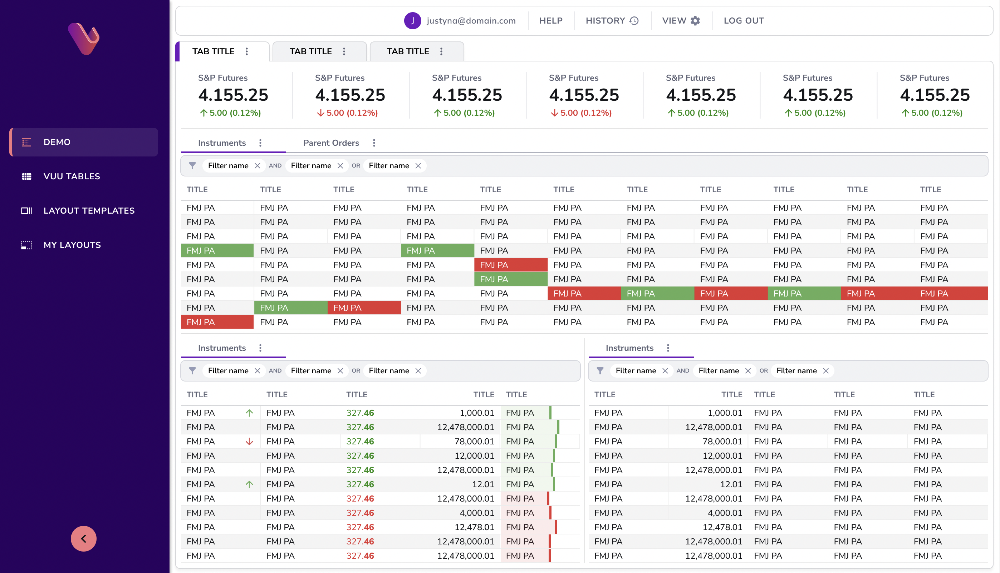 J justyna@domain.com HELP HISTORY VIEW LOG OUT
TAB TITLE TAB TITLE TAB TITLE
S&P Futures S&P Futures S&P Futures S&P Futures S&P Futures S&P Futures S&P Futures
4.155.25 4.155.25 4.155.25 4.155.25 4.155.25 4.155.25 4.155.25
5.00 (0.12%) 5.00 (0.12%) 5.00 (0.12%) 5.00 (0.12%) 5.00 (0.12%) 5.00 (0.12%) 5.00 (0.12%)
DEMO
VUU TABLES
LAYOUT TEMPLATES
MY LAYOUTS
Instruments Parent Orders
Filter name AND Filter name OR Filter name
TITLE TITLE TITLE TITLE TITLE TITLE TITLE TITLE TITLE TITLE TITLE
FMJ PA FMJ PA FMJ PA FMJ PA FMJ PA FMJ PA FMJ PA FMJ PA FMJ PA FMJ PA FMJ PA
FMJ PA FMJ PA FMJ PA FMJ PA FMJ PA FMJ PA FMJ PA FMJ PA FMJ PA FMJ PA FMJ PA
FMJ PA FMJ PA FMJ PA FMJ PA FMJ PA FMJ PA FMJ PA FMJ PA FMJ PA FMJ PA FMJ PA
FMJ PA FMJ PA FMJ PA FMJ PA FMJ PA FMJ PA FMJ PA FMJ PA FMJ PA FMJ PA FMJ PA
FMJ PA FMJ PA FMJ PA FMJ PA FMJ PA FMJ PA FMJ PA FMJ PA FMJ PA FMJ PA FMJ PA
FMJ PA FMJ PA FMJ PA FMJ PA FMJ PA FMJ PA FMJ PA FMJ PA FMJ PA FMJ PA FMJ PA
FMJ PA FMJ PA FMJ PA FMJ PA FMJ PA FMJ PA FMJ PA FMJ PA FMJ PA FMJ PA FMJ PA
FMJ PA FMJ PA FMJ PA FMJ PA FMJ PA FMJ PA FMJ PA FMJ PA FMJ PA FMJ PA FMJ PA
FMJ PA FMJ PA FMJ PA FMJ PA FMJ PA FMJ PA FMJ PA FMJ PA FMJ PA FMJ PA FMJ PA
Instruments
Filter name AND Filter name OR Filter name
TITLE TITLE TITLE TITLE TITLE
FMJ PA FMJ PA 327.46 1,000.01 FMJ PA
FMJ PA FMJ PA 327.46 12,478,000.01 FMJ PA
FMJ PA FMJ PA 327.46 78,000.01 FMJ PA
FMJ PA FMJ PA 327.46 12,000.01 FMJ PA
FMJ PA FMJ PA 327.46 12,478,000.01 FMJ PA
FMJ PA FMJ PA 327.46 12.01 FMJ PA
FMJ PA FMJ PA 327.46 12,478,000.01 FMJ PA
FMJ PA FMJ PA 327.46 4,000.01 FMJ PA
FMJ PA FMJ PA 327.46 12,478.01 FMJ PA
FMJ PA FMJ PA 327.46 12,478,000.01 FMJ PA
FMJ PA FMJ PA 327.46 12,478,000.01 FMJ PA
Instruments
Filter name AND Filter name OR Filter name
TITLE TITLE TITLE TITLE TITLE
FMJ PA 1,000.01 FMJ PA FMJ PA FMJ PA
FMJ PA 12,478,000.01 FMJ PA FMJ PA FMJ PA
FMJ PA 78,000.01 FMJ PA FMJ PA FMJ PA
FMJ PA 12,000.01 FMJ PA FMJ PA FMJ PA
FMJ PA 12,478,000.01 FMJ PA FMJ PA FMJ PA
FMJ PA 12.01 FMJ PA FMJ PA FMJ PA
FMJ PA 12,478,000.01 FMJ PA FMJ PA FMJ PA
FMJ PA 4,000.01 FMJ PA FMJ PA FMJ PA
FMJ PA 12,478.01 FMJ PA FMJ PA FMJ PA
FMJ PA 12,478,000.01 FMJ PA FMJ PA FMJ PA
FMJ PA 12,478,000.01 FMJ PA FMJ PA FMJ PA